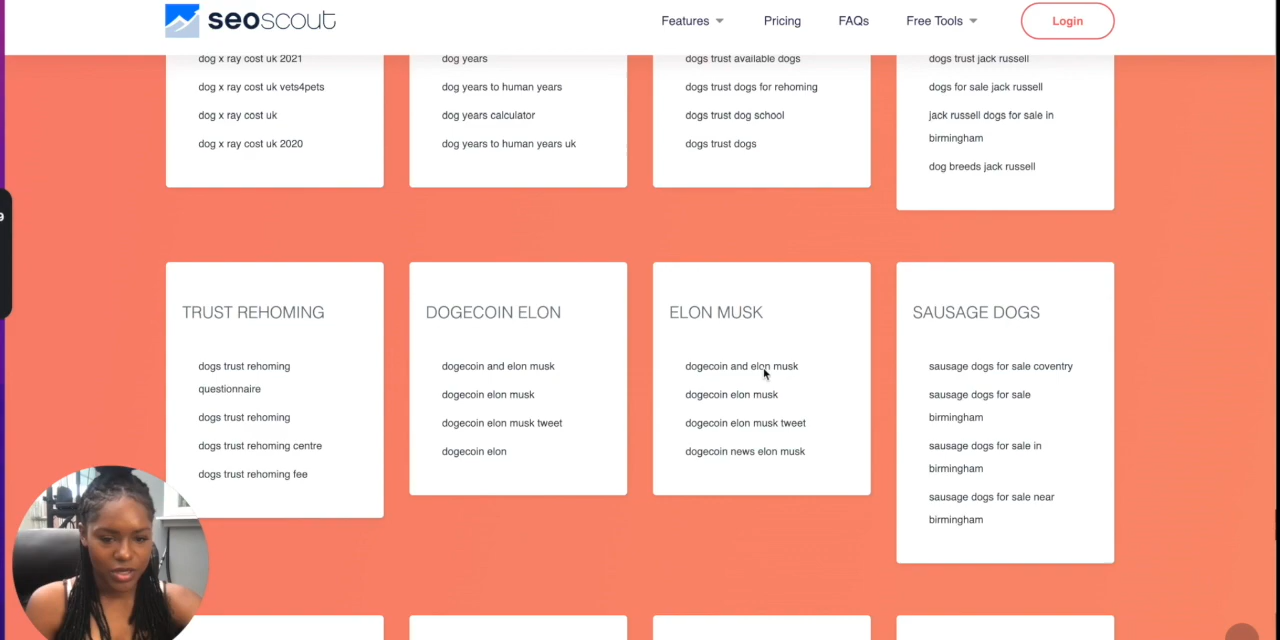 seoscout
Features
Pricing
FAQs
Free Tools
Login
dog x ray cost uk 2021
dog x ray cost uk vets4pets
dog x ray cost uk
dog x ray cost uk 2020
dog years
dog years to human years
dog years calculator
dog years to human years uk
dogs trust available dogs
dogs trust dogs for rehoming
dogs trust dog school
dogs trust dogs
dogs trust jack russell
dogs for sale jack russell
jack russell dogs for sale in
birmingham
dog breeds jack russell
9
TRUST REHOMING
dogs trust rehoming
questionnaire
dogs trust rehoming
dogs trust rehoming centre
dogs trust rehoming fee
DOGECOIN ELON
dogecoin and elon musk
dogecoin elon musk
dogecoin elon musk tweet
dogecoin elon
ELON MUSK
dogecoin and elon musk
dogecoin elon musk
dogecoin elon musk tweet
dogecoin news elon musk
SAUSAGE DOGS
sausage dogs for sale coventry
sausage dogs for sale
birmingham
sausage dogs for sale in
birmingham
sausage dogs for sale near
birmingham